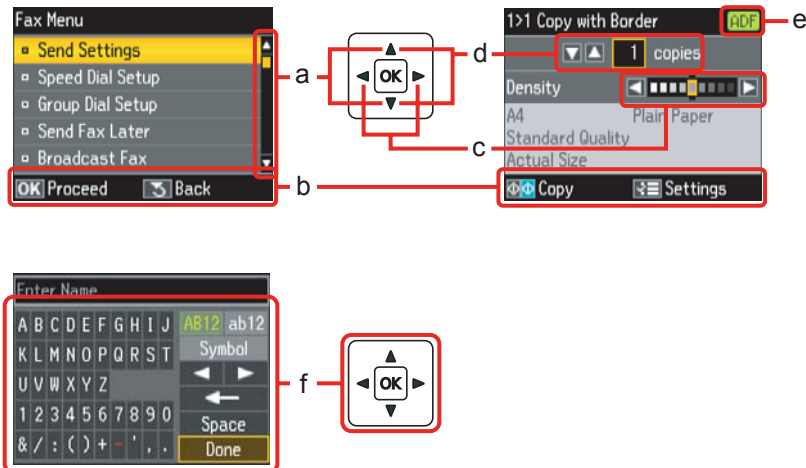 Fax Menu
Send Settings
Speed Dial Setup
Group Dial Setup
Send Fax Later
Broadcast Fax
OK Proceed Back
a
b
OK
1>1 Copy with Border ADF
1 copies
Density
A4 Plain Paper
Standard Quality
Actual Size
Copy Settings
d
c
e
Enter Name
A B C D E F G H I J AB12 ab12
K L M N O P Q R S T Symbol
U V W X Y Z
1 2 3 4 5 6 7 8 9 0 Space
& / : ( ) + - ' , . Done
f
OK